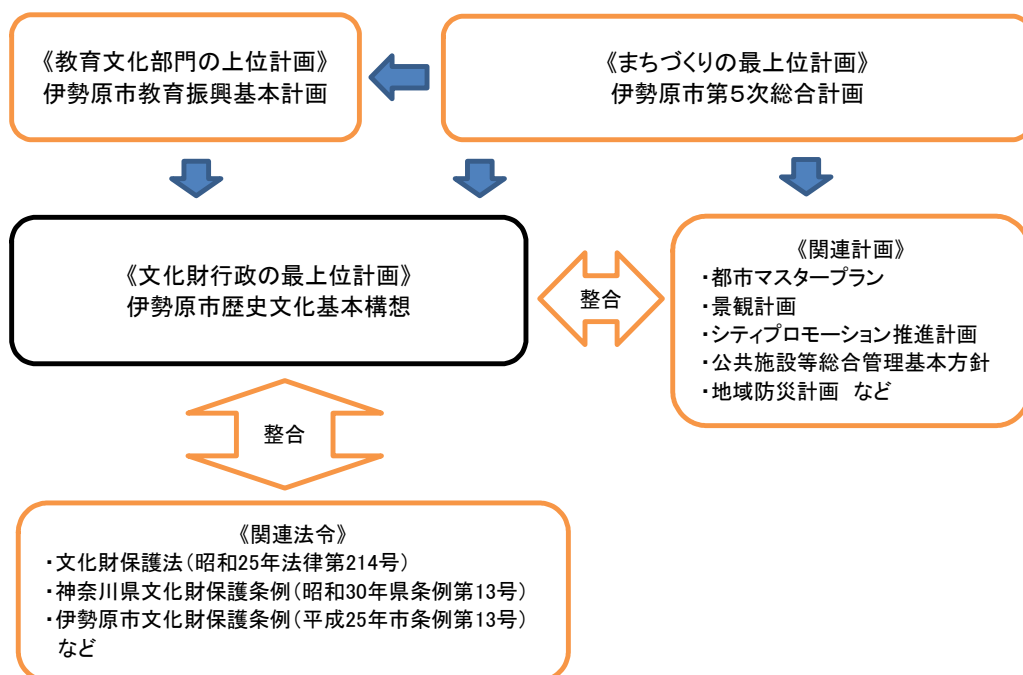 《教育文化部門の上位計画》
伊勢原市教育振興基本計画
《まちづくりの最上位計画》
伊勢原市第5次総合計画
《文化財行政の最上位計画》
伊勢原市歴史文化基本構想
整合
《関連計画》
・都市マスタープラン
・景観計画
・シティプロモーション推進計画
・公共施設等総合管理基本方針
・地域防災計画 など
整合
《関連法令》
・文化財保護法(昭和25年法律第214号)
・神奈川県文化財保護条例(昭和30年県条例第13号)
・伊勢原市文化財保護条例(平成25年市条例第13号)
など